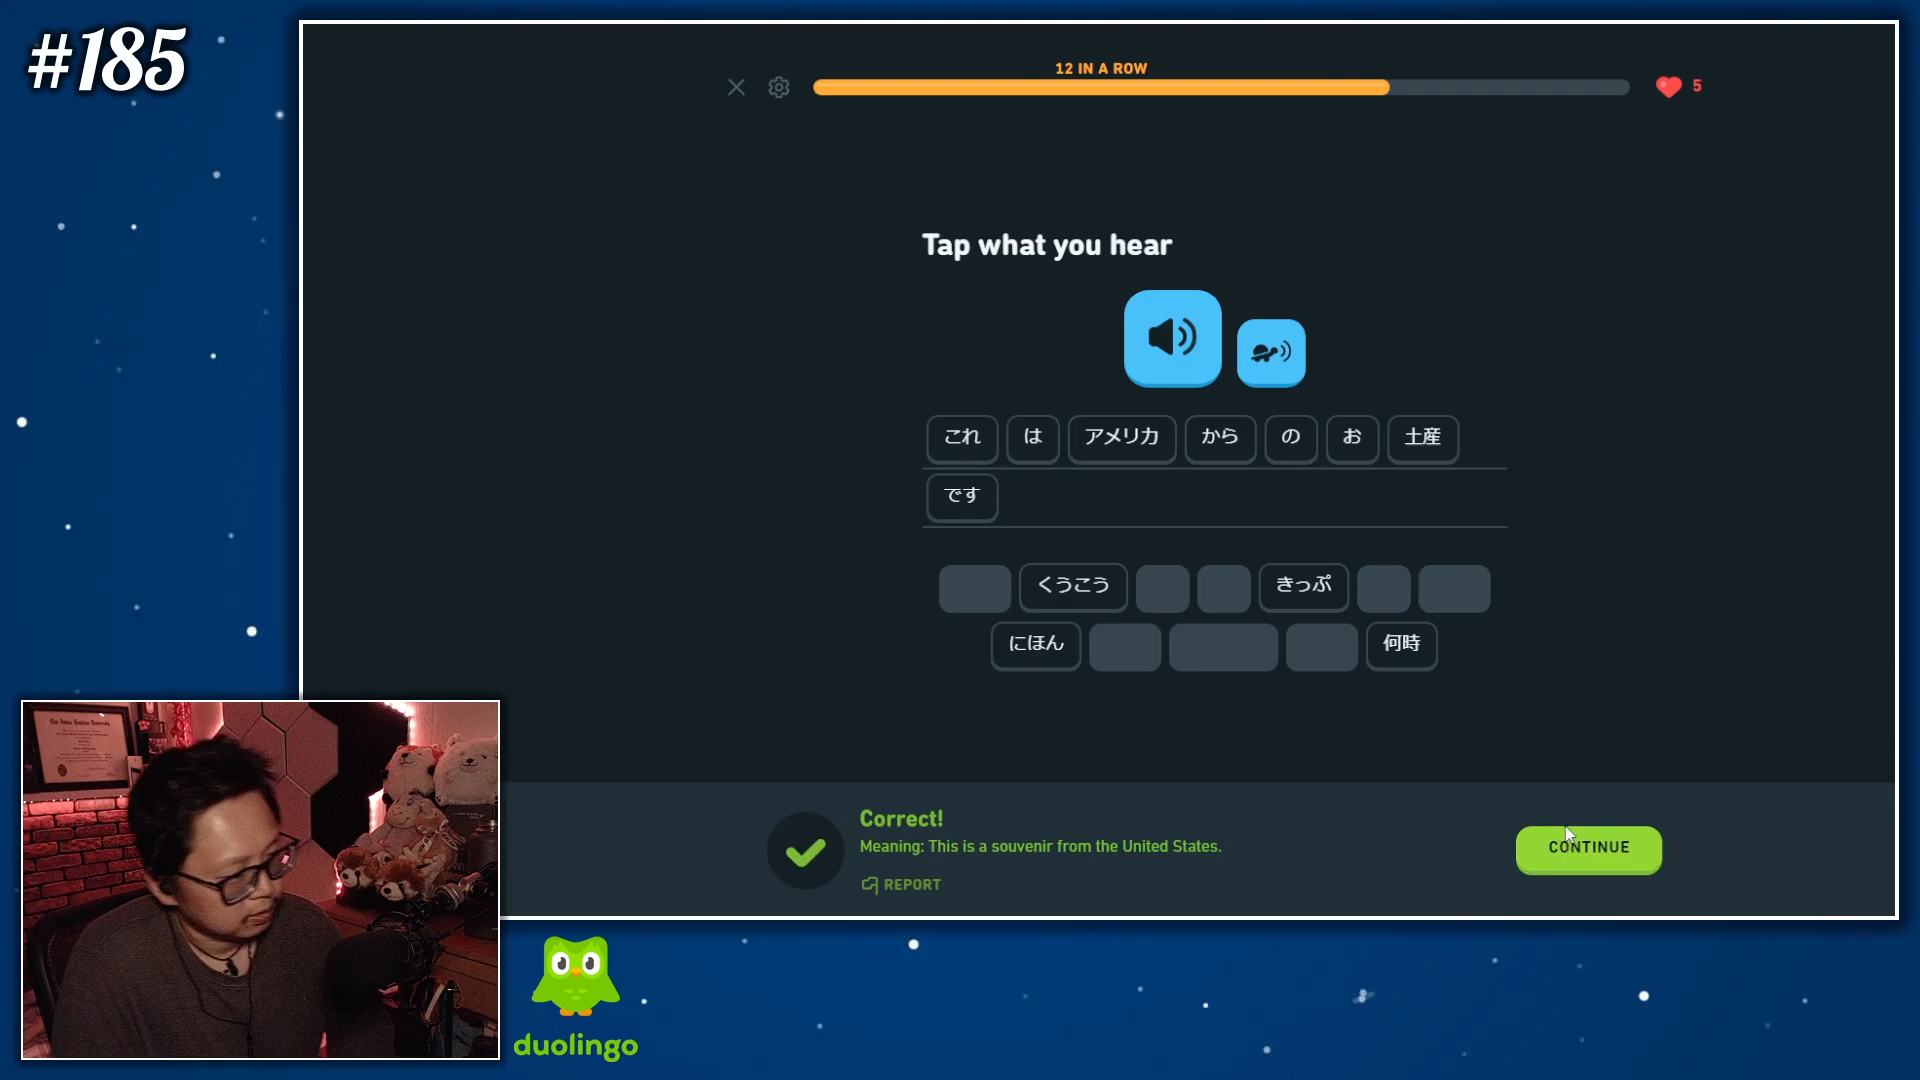 #185
12 IN A ROW
5
Tap what you hear
これ は アメリカ から の お 土産
です
くうこう きっぷ
にほん 何時
Correct!
Meaning: This is a souvenir from the United States.
REPORT
CONTINUE
duolingo